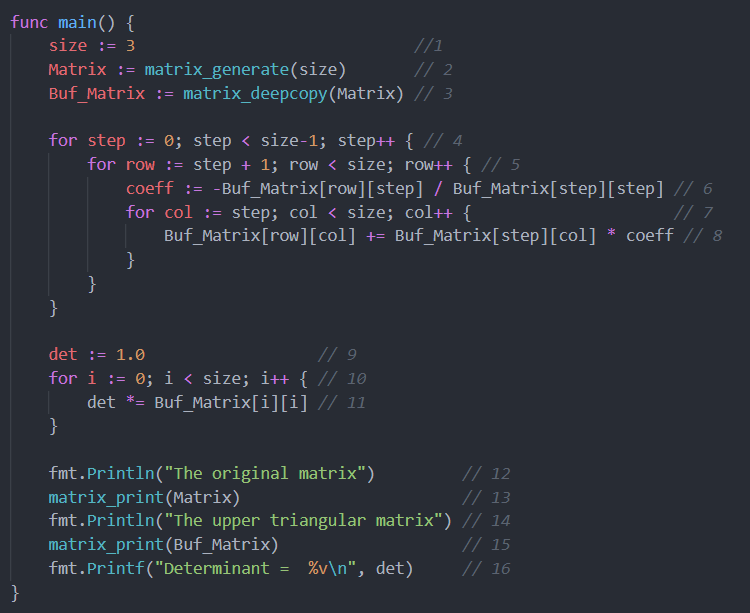 func main() {
    size := 3                             //1
    Matrix := matrix_generate(size)       // 2
    Buf_Matrix := matrix_deepcopy(Matrix) // 3
    for step := 0; step < size-1; step++ { // 4
        for row := step + 1; row < size; row++ { // 5
            coeff := -Buf_Matrix[row][step] / Buf_Matrix[step][step] // 6
            for col := step; col < size; col++ {                     // 7
                Buf_Matrix[row][col] += Buf_Matrix[step][col] * coeff // 8
            }
        }
    }
    det := 1.0                  // 9
    for i := 0; i < size; i++ { // 10
        det *= Buf_Matrix[i][i] // 11
    }
    fmt.Println("The original matrix")         // 12
    matrix_print(Matrix)                       // 13
    fmt.Println("The upper triangular matrix") // 14
    matrix_print(Buf_Matrix)                   // 15
    fmt.Printf("Determinant =  %v\n", det)     // 16
}